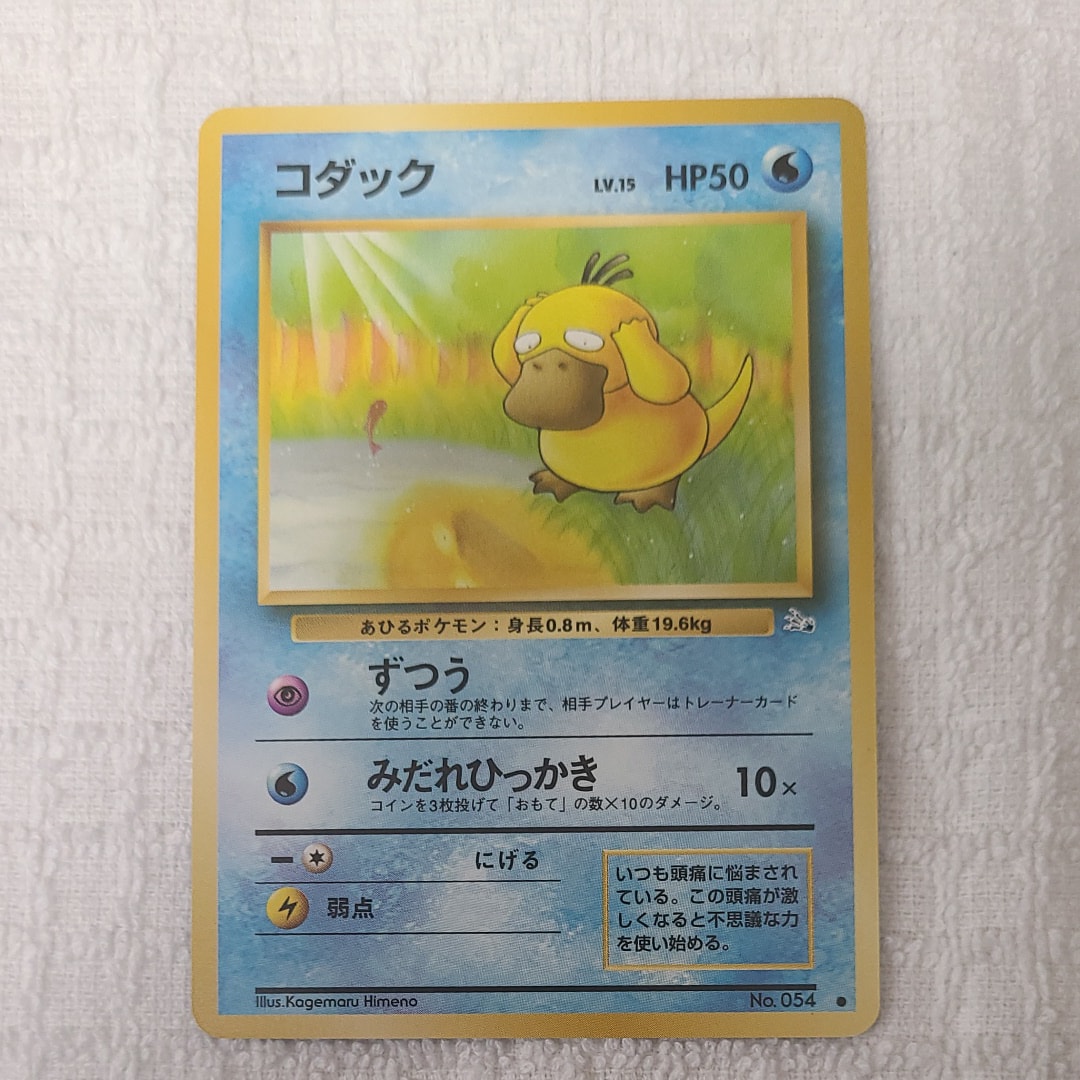 コダック LV.15 HP50
あひるポケモン：身長0.8m、体重19.6kg
ずつう
次の相手の番の終わりまで、相手プレイヤーはトレーナーカード
を使うことができない。
みだれひっかき 10×
コインを3枚投げて「おもて」の数×10のダメージ。
にげる
弱点
いつも頭痛に悩まされ
ている。この頭痛が激
しくなると不思議な力
を使い始める。
Illus.Kagemaru Himeno No. 054